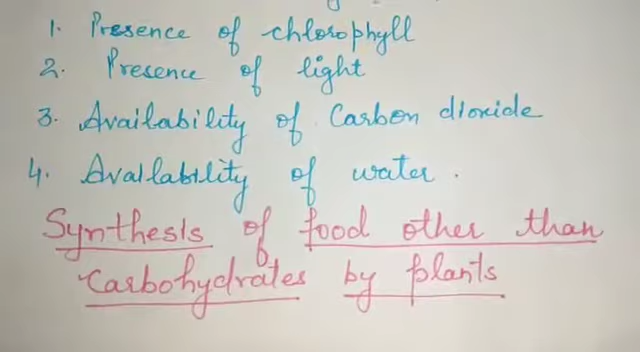 1. Presence of chlorophyll
2. Presence of light
3. Availability of Carbon dioxide
4. Availability of water.
Synthesis of food other than
Carbohydrates by plants